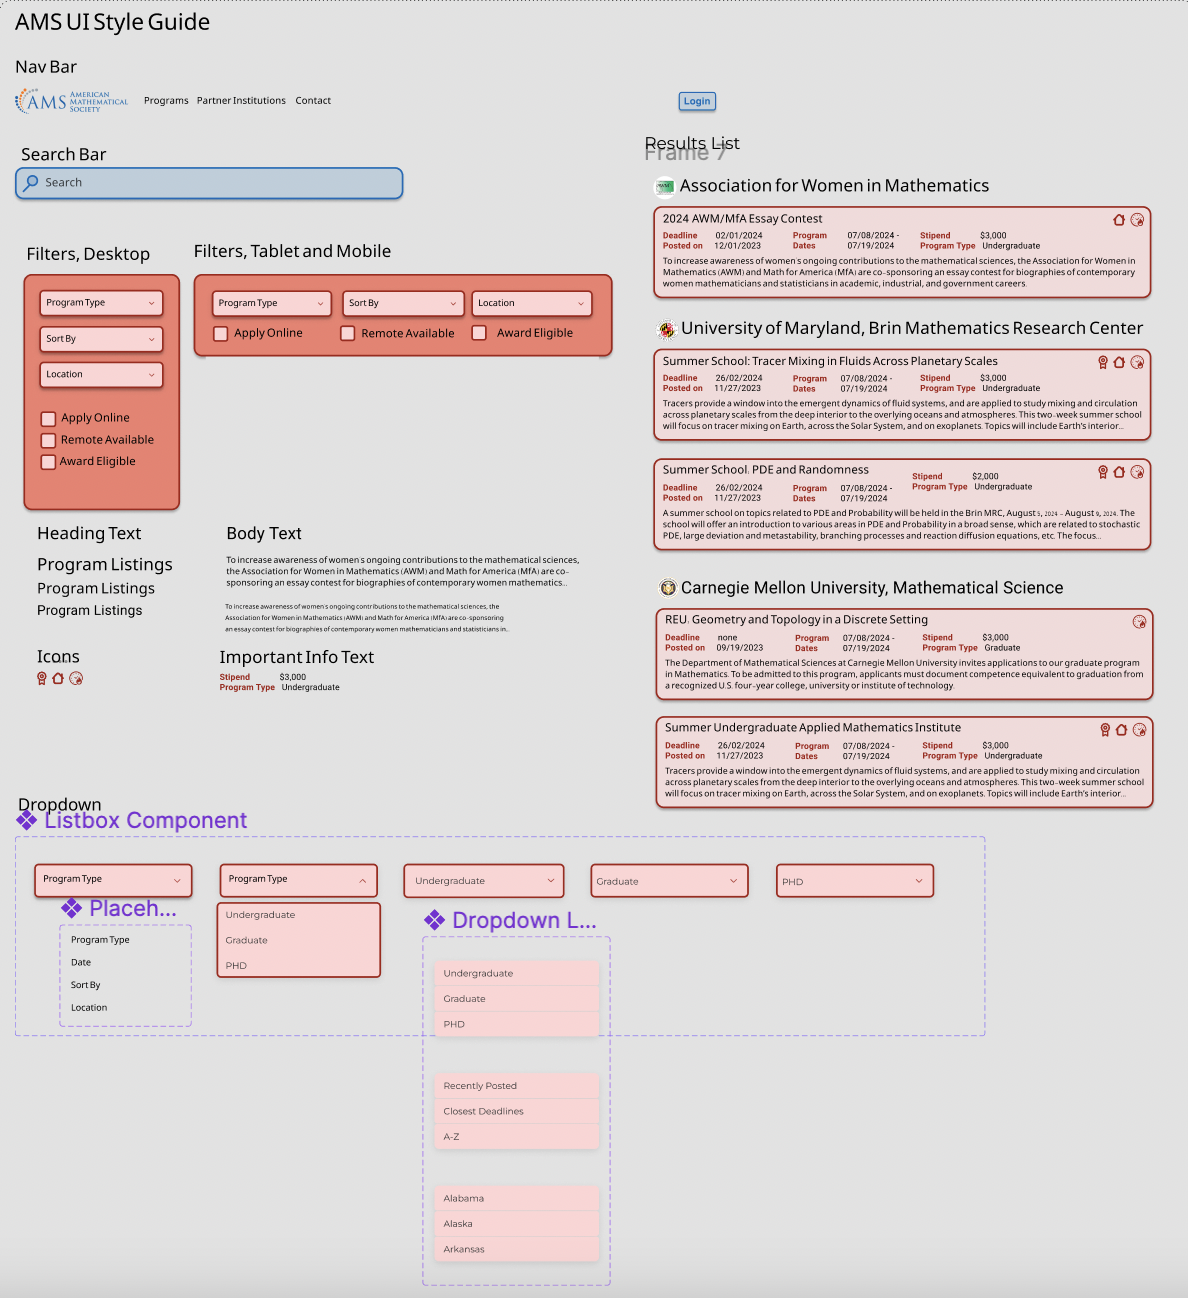 AMS UI Style Guide
Nav Bar
AMS AMERICAN MATHEMATICAL SOCIETY
Programs Partner Institutions Contact
Login
Search Bar
Search
Filters, Desktop
Program Type
Sort By
Location
Apply Online
Remote Available
Award Eligible
Filters, Tablet and Mobile
Program Type Sort By Location
Apply Online Remote Available Award Eligible
Heading Text
Program Listings
Program Listings
Program Listings
Body Text
To increase awareness of women's ongoing contributions to the mathematical sciences,
the Association for Women in Mathematics (AWM) and Math for America (MfA) are co-
sponsoring an essay contest for biographies of contemporary women mathematics...
To increase awareness of women's ongoing contributions to the mathematical sciences, the
Association for Women in Mathematics (AWM) and Math for America (MfA) are co-sponsoring
an essay contest for biographies of contemporary women mathematicians and statisticians in...
Icons
Important Info Text
Stipend $3,000
Program Type Undergraduate
Results List
Frame 7
Association for Women in Mathematics
2024 AWM/MfA Essay Contest
Deadline 02/01/2024 Program 07/08/2024 - Stipend $3,000
Posted on 12/01/2023 Dates 07/19/2024 Program Type Undergraduate
To increase awareness of women's ongoing contributions to the mathematical sciences, the Association for Women in
Mathematics (AWM) and Math for America (MfA) are co-sponsoring an essay contest for biographies of contemporary
women mathematicians and statisticians in academic, industrial, and government careers.
University of Maryland, Brin Mathematics Research Center
Summer School: Tracer Mixing in Fluids Across Planetary Scales
Deadline 26/02/2024 Program 07/08/2024 - Stipend $3,000
Posted on 11/27/2023 Dates 07/19/2024 Program Type Undergraduate
Tracers provide a window into the emergent dynamics of fluid systems, and are applied to study mixing and circulation
across planetary scales from the deep interior to the overlying oceans and atmospheres. This two-week summer school
will focus on tracer mixing on Earth, across the Solar System, and on exoplanets. Topics will include Earth's interior...
Summer School. PDE and Randomness
Stipend $2,000
Deadline 26/02/2024 Program 07/08/2024 - Program Type Undergraduate
Posted on 11/27/2023 Dates 07/19/2024
A summer school on topics related to PDE and Probability will be held in the Brin MRC, August 5, 2024 - August 9, 2024. The
school will offer an introduction to various areas in PDE and Probability in a broad sense, which are related to stochastic
PDE, large deviation and metastability, branching processes and reaction diffusion equations, etc. The focus...
Carnegie Mellon University, Mathematical Science
REU. Geometry and Topology in a Discrete Setting
Deadline none Program 07/08/2024 - Stipend $3,000
Posted on 09/19/2023 Dates 07/19/2024 Program Type Graduate
The Department of Mathematical Sciences at Carnegie Mellon University invites applications to our graduate program
in Mathematics. To be admitted to this program, applicants must document competence equivalent to graduation from
a recognized U.S. four-year college, university or institute of technology.
Summer Undergraduate Applied Mathematics Institute
Deadline 26/02/2024 Program 07/08/2024 - Stipend $3,000
Posted on 11/27/2023 Dates 07/19/2024 Program Type Undergraduate
Tracers provide a window into the emergent dynamics of fluid systems, and are applied to study mixing and circulation
across planetary scales from the deep interior to the overlying oceans and atmospheres. This two-week summer school
will focus on tracer mixing on Earth, across the Solar System, and on exoplanets. Topics will include Earth's interior...
Dropdown
Listbox Component
Program Type Program Type Undergraduate Graduate PHD
Placeh...
Program Type
Date
Sort By
Location
Undergraduate
Graduate
PHD
Dropdown L...
Undergraduate
Graduate
PHD
Recently Posted
Closest Deadlines
A-Z
Alabama
Alaska
Arkansas